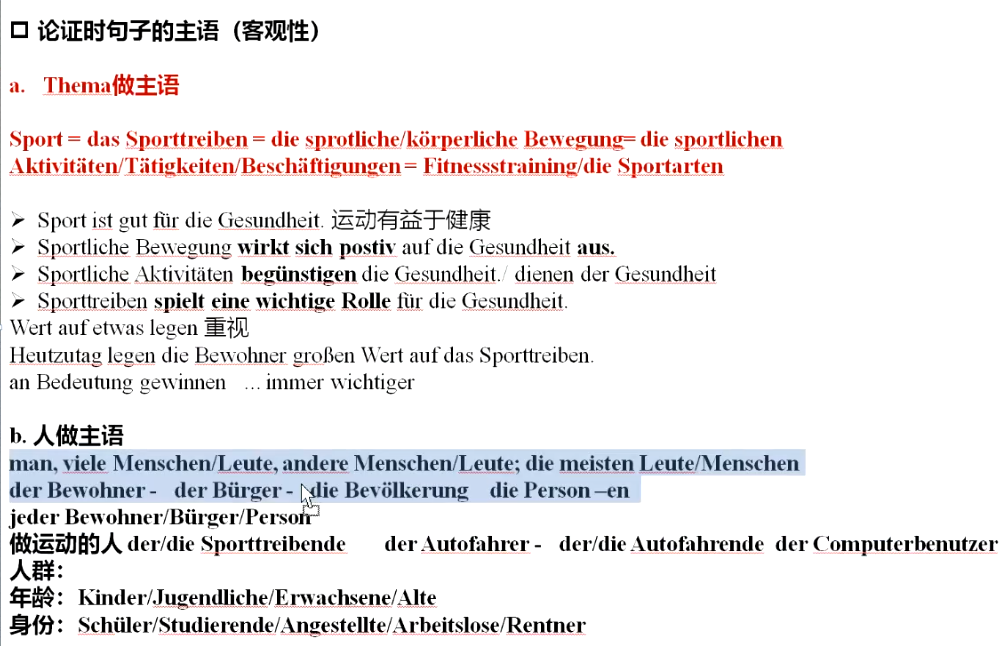 论证时句子的主语（客观性）
a. Thema做主语
Sport = das Sporttreiben = die sprotliche/körperliche Bewegung= die sportlichen
Aktivitäten/Tätigkeiten/Beschäftigungen = Fitnessstraining/die Sportarten
➢ Sport ist gut für die Gesundheit. 运动有益于健康
➢ Sportliche Bewegung wirkt sich postiv auf die Gesundheit aus.
➢ Sportliche Aktivitäten begünstigen die Gesundheit./ dienen der Gesundheit
➢ Sporttreiben spielt eine wichtige Rolle für die Gesundheit.
Wert auf etwas legen 重视
Heutzutag legen die Bewohner großen Wert auf das Sporttreiben.
an Bedeutung gewinnen ... immer wichtiger
b. 人做主语
man, viele Menschen/Leute, andere Menschen/Leute; die meisten Leute/Menschen
der Bewohner - der Bürger - die Bevölkerung die Person –en
jeder Bewohner/Bürger/Person
做运动的人 der/die Sporttreibende der Autofahrer - der/die Autofahrende der Computerbenutzer
人群：
年龄： Kinder/Jugendliche/Erwachsene/Alte
身份： Schüler/Studierende/Angestellte/Arbeitslose/Rentner